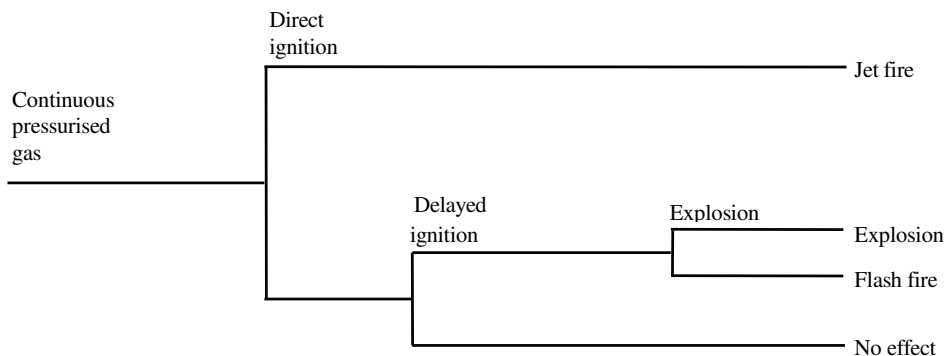 Direct
ignition
Jet fire
Continuous
pressurised
gas
Delayed
ignition
Explosion
Explosion
Flash fire
No effect